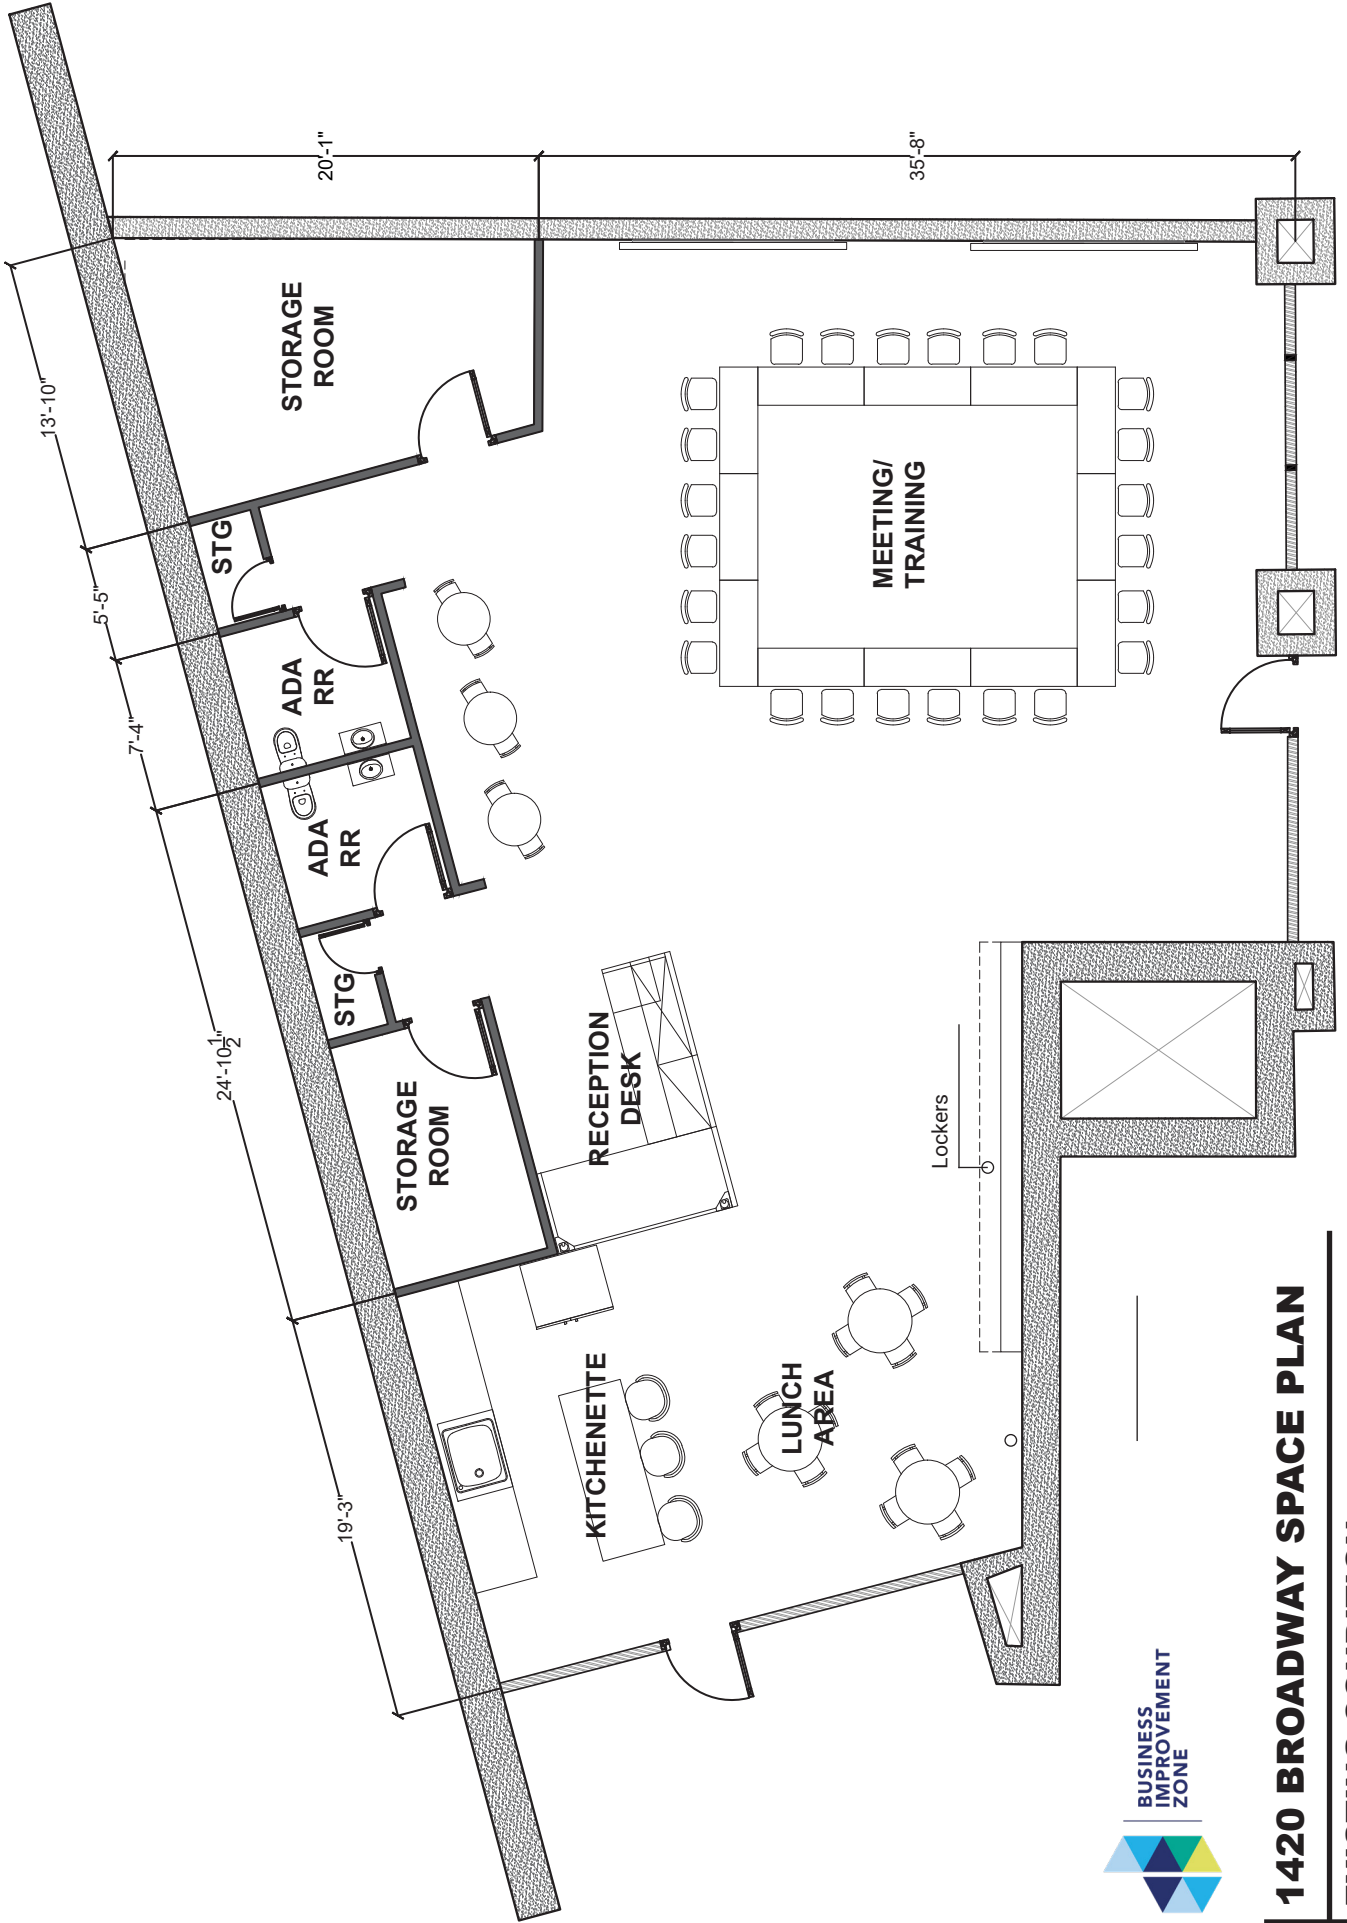 20'-1"
35'-8"
13'-10"
5'-5"
7'-4"
24'-10 1/2"
19'-3"
STORAGE
ROOM
STG
ADA
RR
ADA
RR
STG
STORAGE
ROOM
MEETING/
TRAINING
RECEPTION
DESK
KITCHENETTE
LUNCH
AREA
Lockers
BUSINESS
IMPROVEMENT
ZONE
1420 BROADWAY SPACE PLAN